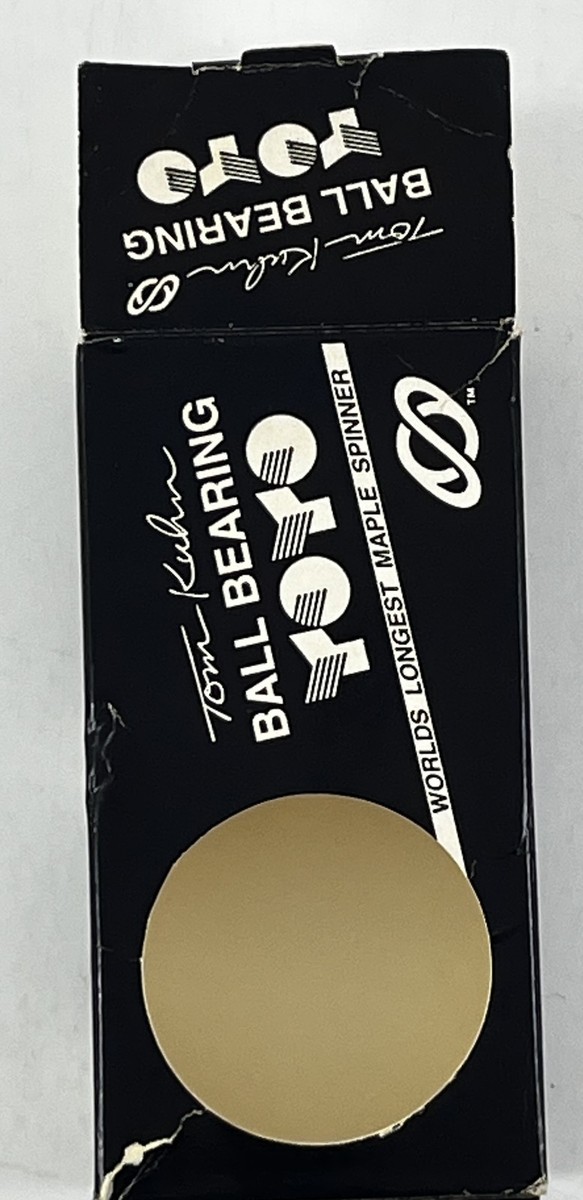 YOYO
BALL BEARING
Tom Kuhn
Tom Kuhn
BALL BEARING
YOYO
WORLDS LONGEST MAPLE SPINNER
TM